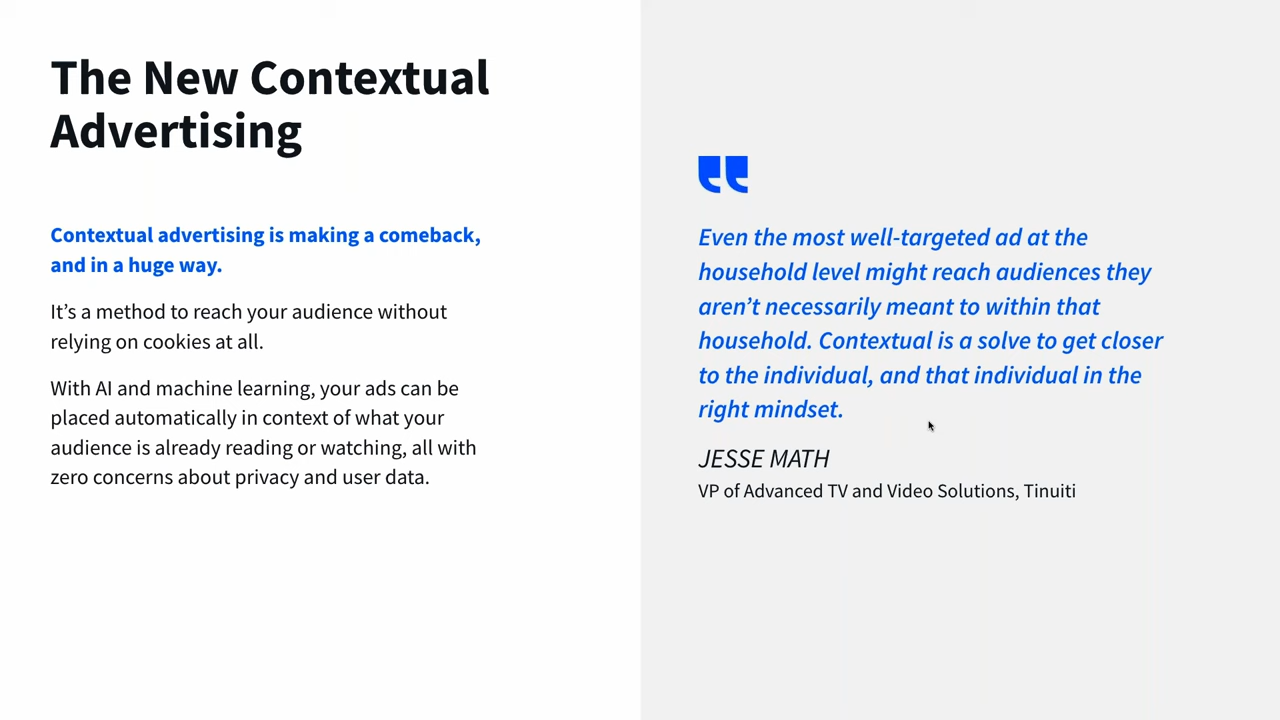 The New Contextual
Advertising
Contextual advertising is making a comeback,
and in a huge way.
It’s a method to reach your audience without
relying on cookies at all.
With AI and machine learning, your ads can be
placed automatically in context of what your
audience is already reading or watching, all with
zero concerns about privacy and user data.
Even the most well-targeted ad at the
household level might reach audiences they
aren’t necessarily meant to within that
household. Contextual is a solve to get closer
to the individual, and that individual in the
right mindset.
JESSE MATH
VP of Advanced TV and Video Solutions, Tinuiti